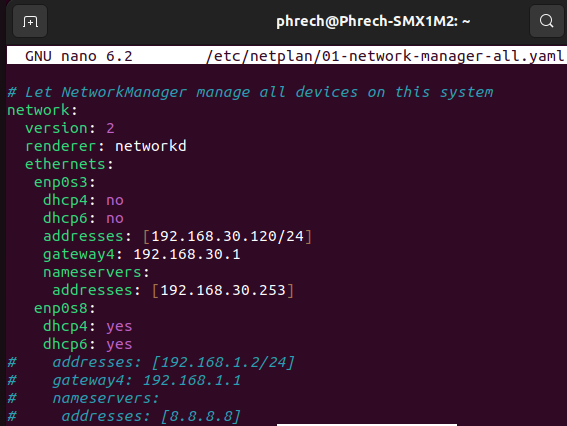 phrech@Phrech-SMX1M2: ~
GNU nano 6.2 /etc/netplan/01-network-manager-all.yaml
# Let NetworkManager manage all devices on this system
network:
  version: 2
  renderer: networkd
  ethernets:
   enp0s3:
    dhcp4: no
    dhcp6: no
    addresses: [192.168.30.120/24]
    gateway4: 192.168.30.1
    nameservers:
     addresses: [192.168.30.253]
   enp0s8:
    dhcp4: yes
    dhcp6: yes
#    addresses: [192.168.1.2/24]
#    gateway4: 192.168.1.1
#    nameservers:
#     addresses: [8.8.8.8]